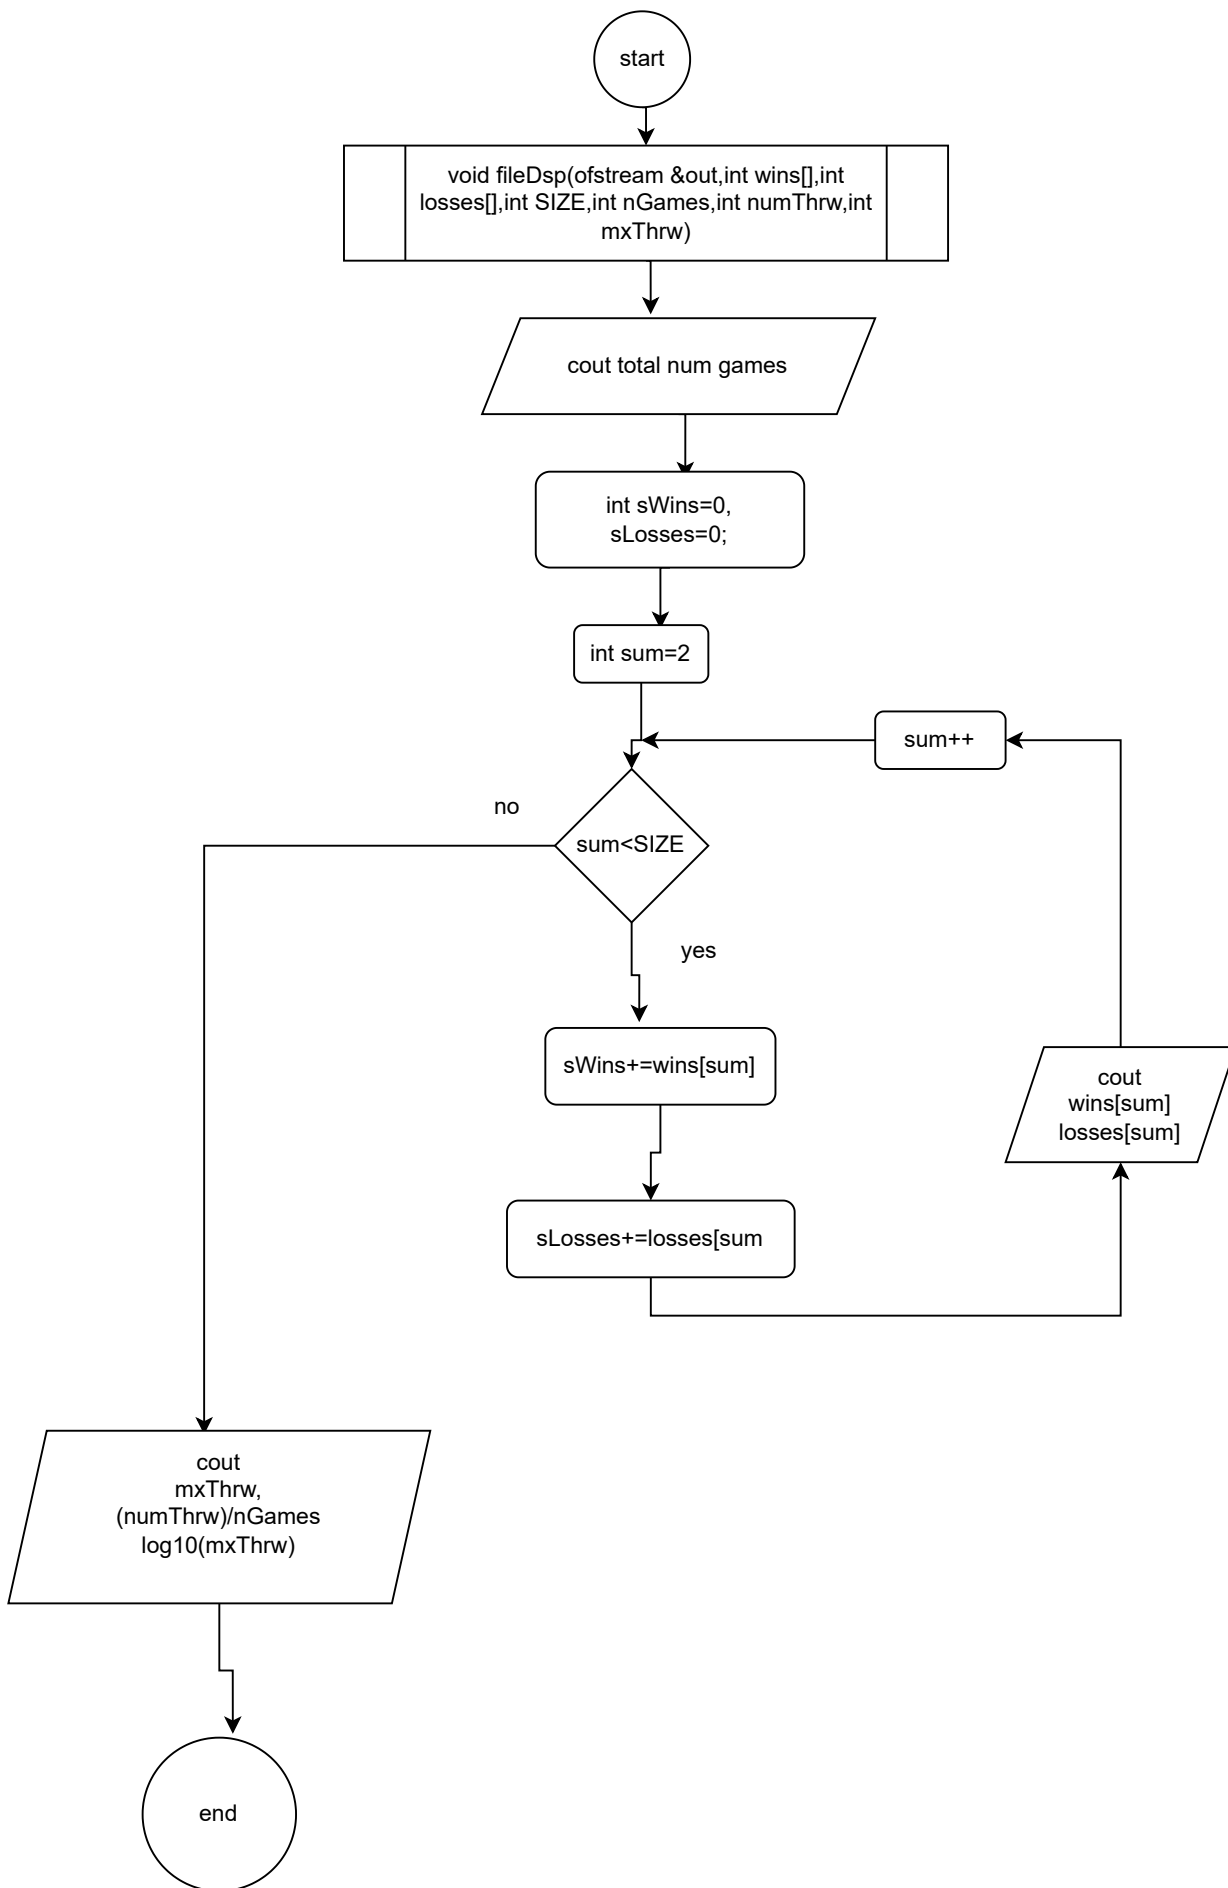 start
void fileDsp(ofstream &out,int wins[],int
losses[],int SIZE,int nGames,int numThrw,int
mxThrw)
cout total num games
int sWins=0,
sLosses=0;
int sum=2
sum++
no
sum<SIZE
yes
sWins+=wins[sum]
cout
wins[sum]
losses[sum]
sLosses+=losses[sum
cout
mxThrw,
(numThrw)/nGames
log10(mxThrw)
end